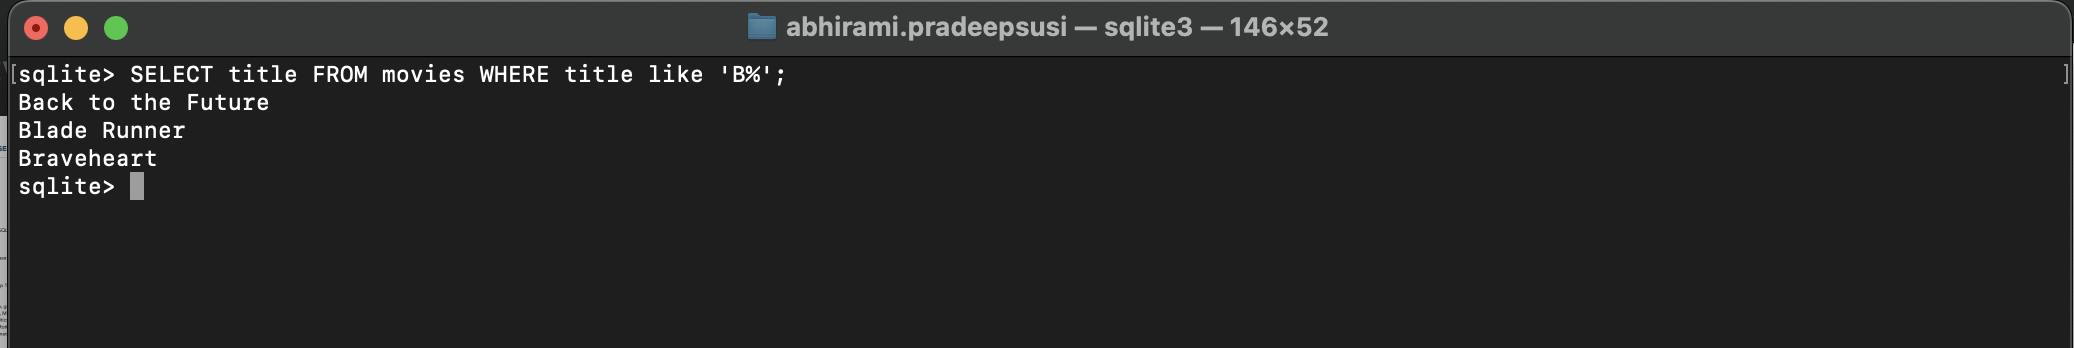 abhirami.pradeepsusi — sqlite3 — 146×52
[sqlite> SELECT title FROM movies WHERE title like 'B%'; ]
Back to the Future
Blade Runner
Braveheart
sqlite>